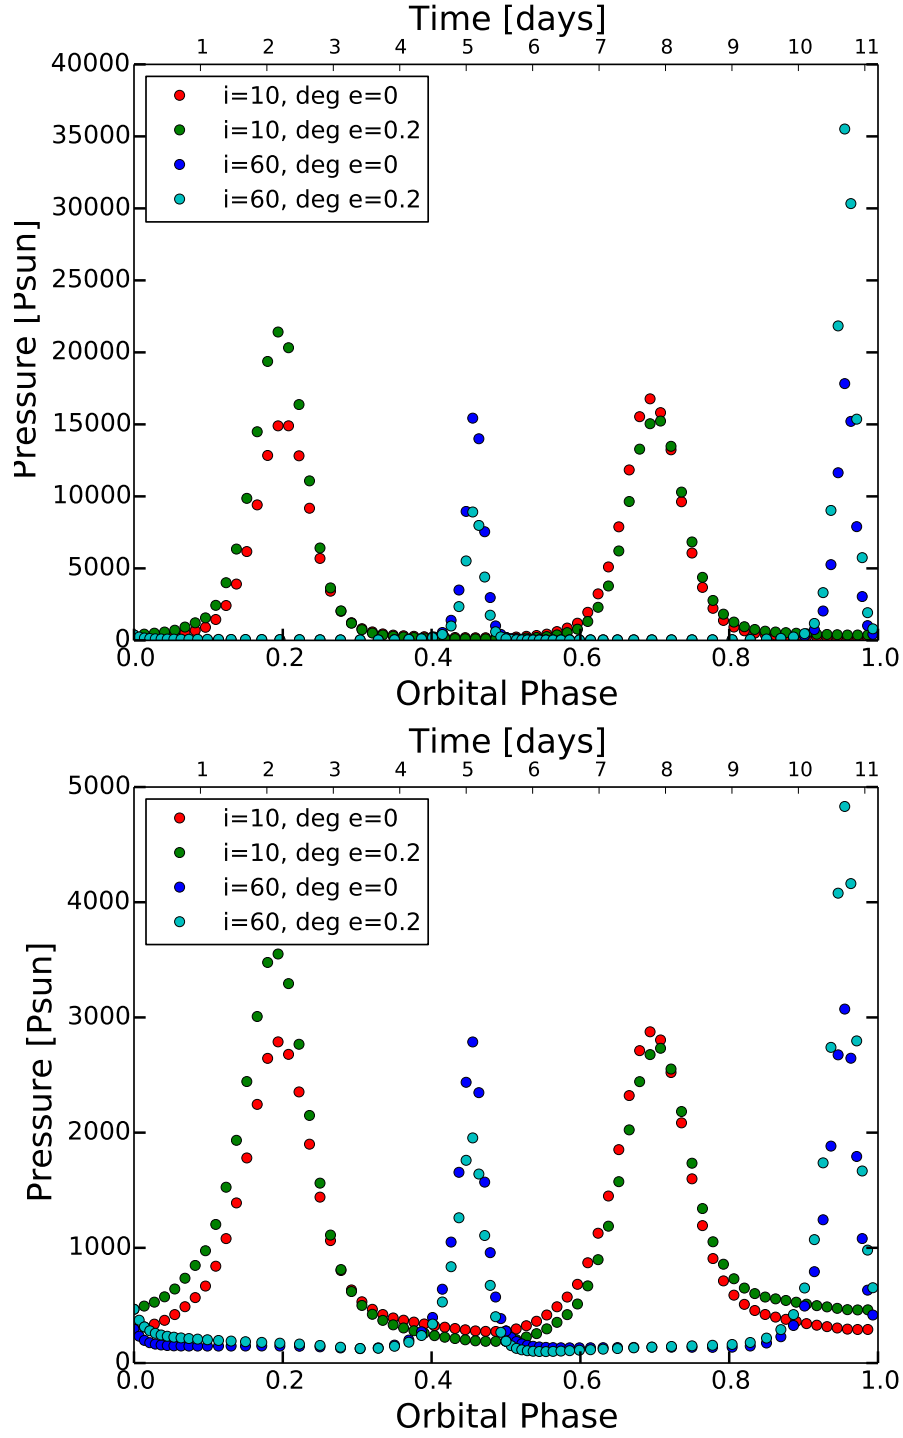 Time [days]
1 2 3 4 5 6 7 8 9 10 11
40000
i=10, deg e=0
35000
i=10, deg e=0.2
i=60, deg e=0
30000
i=60, deg e=0.2
25000
Pressure [Psun]
20000
15000
10000
5000
0
0.0 0.2 0.4 0.6 0.8 1.0
Orbital Phase
Time [days]
1 2 3 4 5 6 7 8 9 10 11
5000
i=10, deg e=0
i=10, deg e=0.2
i=60, deg e=0
4000
i=60, deg e=0.2
3000
Pressure [Psun]
2000
1000
0
0.0 0.2 0.4 0.6 0.8 1.0
Orbital Phase